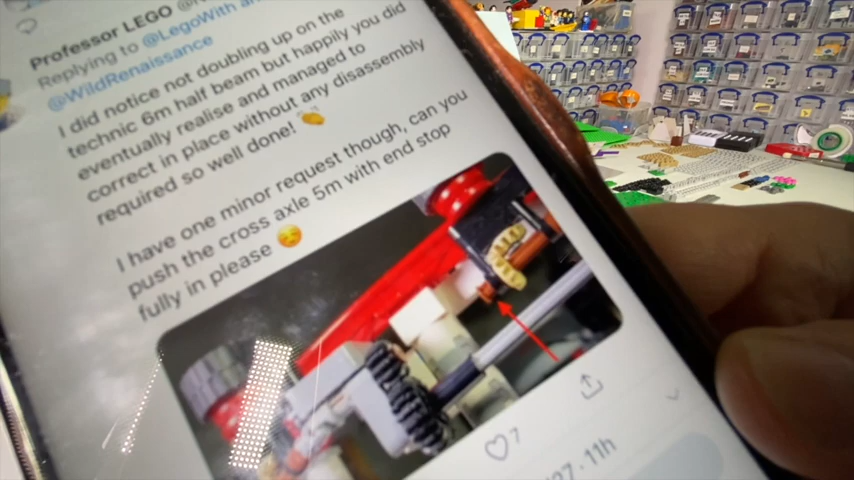 Professor LEGO
Replying to @LegoWith
@WildRenaissance
I did notice not doubling up on the
technic 6m half beam but happily you did
eventually realise and managed to
correct in place without any disassembly
required so well done! 👏
I have one minor request though, can you
push the cross axle 5m with end stop
fully in please
7
11h